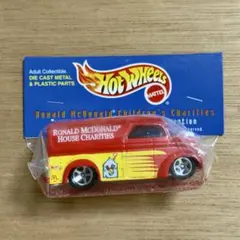 Adult Collectible
DIE CAST METAL
& PLASTIC PARTS
Hot Wheels
MATTEL
Ronald McDonald Children's Charities
RONALD McDONALD
HOUSE CHARITIES